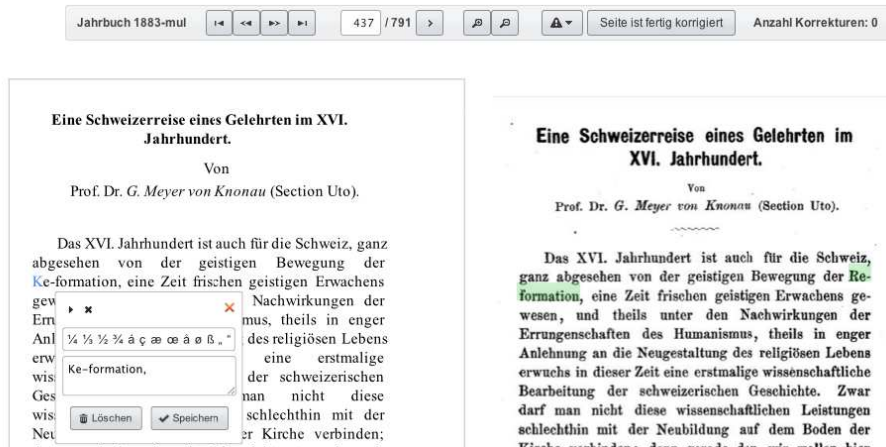 Jahrbuch 1883-mul
437 / 791
Seite ist fertig korrigiert
Anzahl Korrekturen: 0
Eine Schweizerreise eines Gelehrten im XVI.
Jahrhundert.
Von
Prof. Dr. G. Meyer von Knonau (Section Uto).
Das XVI. Jahrhundert ist auch für die Schweiz, ganz
abgesehen von der geistigen Bewegung der
Ke-formation, eine Zeit frischen geistigen Erwachens
gew
Nachwirkungen der
Erru
mus, theils in enger
Anl
des religiösen Lebens
erw
eine erstmalige
wis
der schweizerischen
Ges
man nicht diese
wis
schlechthin mit der
Neu
er Kirche verbinden;
¼ ⅓ ½ ¾ á ç æ œ å ø ß „ “
Ke-formation,
Löschen
Speichern
Eine Schweizerreise eines Gelehrten im
XVI. Jahrhundert.
Von
Prof. Dr. G. Meyer von Knonau (Section Uto).
Das XVI. Jahrhundert ist auch für die Schweiz,
ganz abgesehen von der geistigen Bewegung der Re-
formation, eine Zeit frischen geistigen Erwachens ge-
wesen, und theils unter den Nachwirkungen der
Errungenschaften des Humanismus, theils in enger
Anlehnung an die Neugestaltung des religiösen Lebens
erwuchs in dieser Zeit eine erstmalige wissenschaftliche
Bearbeitung der schweizerischen Geschichte. Zwar
darf man nicht diese wissenschaftlichen Leistungen
schlechthin mit der Neubildung auf dem Boden der